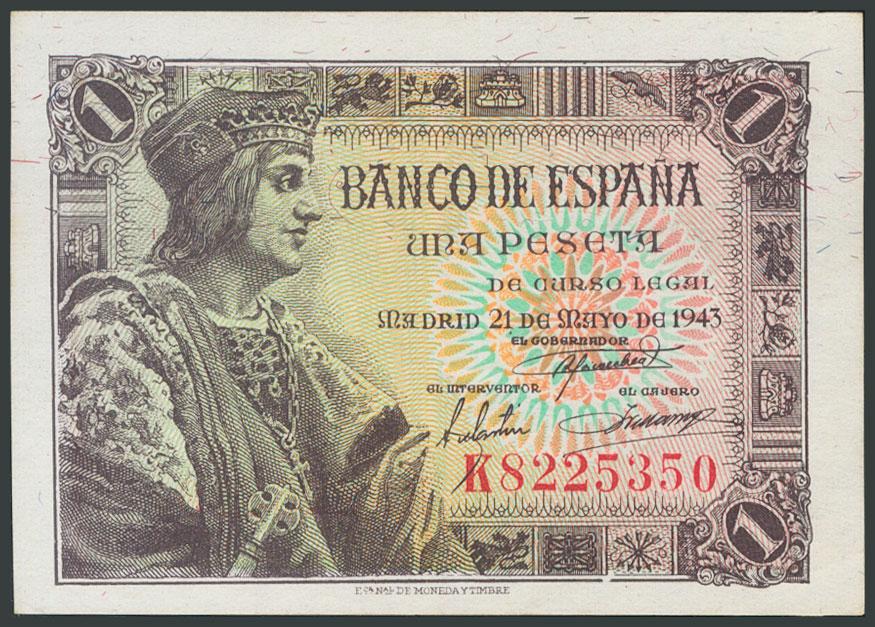 1
1
BANCO DE ESPAÑA
UNA PESETA
DE CURSO LEGAL
MADRID 21 DE MAYO DE 1943
EL GOBERNADOR
EL INTERVENTOR
EL CAJERO
K8225350
1
Fca Nal DE MONEDA Y TIMBRE